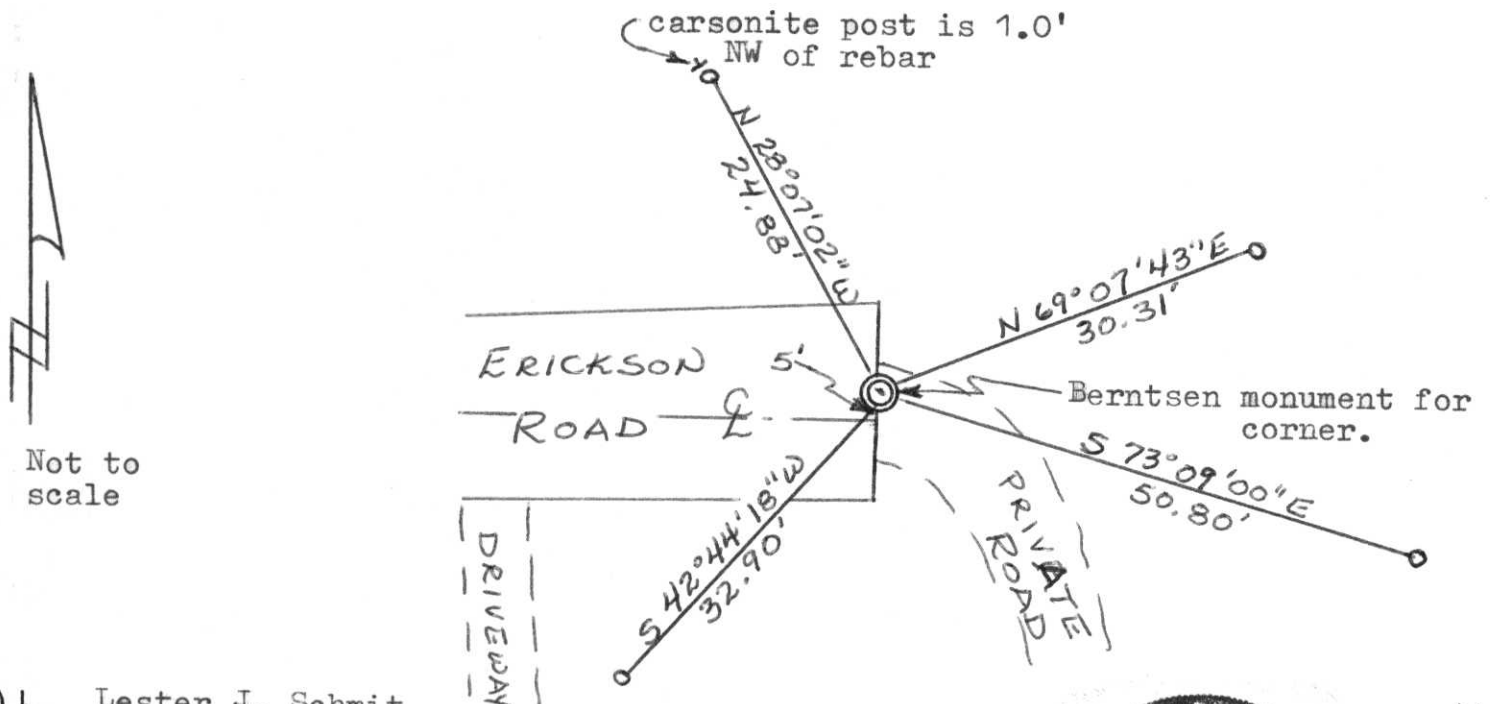 carsonite post is 1.0'
NW of rebar
N 28°07'02" W
24.88'
N 69°07'43" E
30.31'
ERICKSON
ROAD
5'
℄
Berntsen monument for
corner.
Not to
scale
S 73°09'00" E
50.80'
S 42°44'18" W
32.90'
PRIVATE
ROAD
DRIVEWAY
Lester J. Schmit